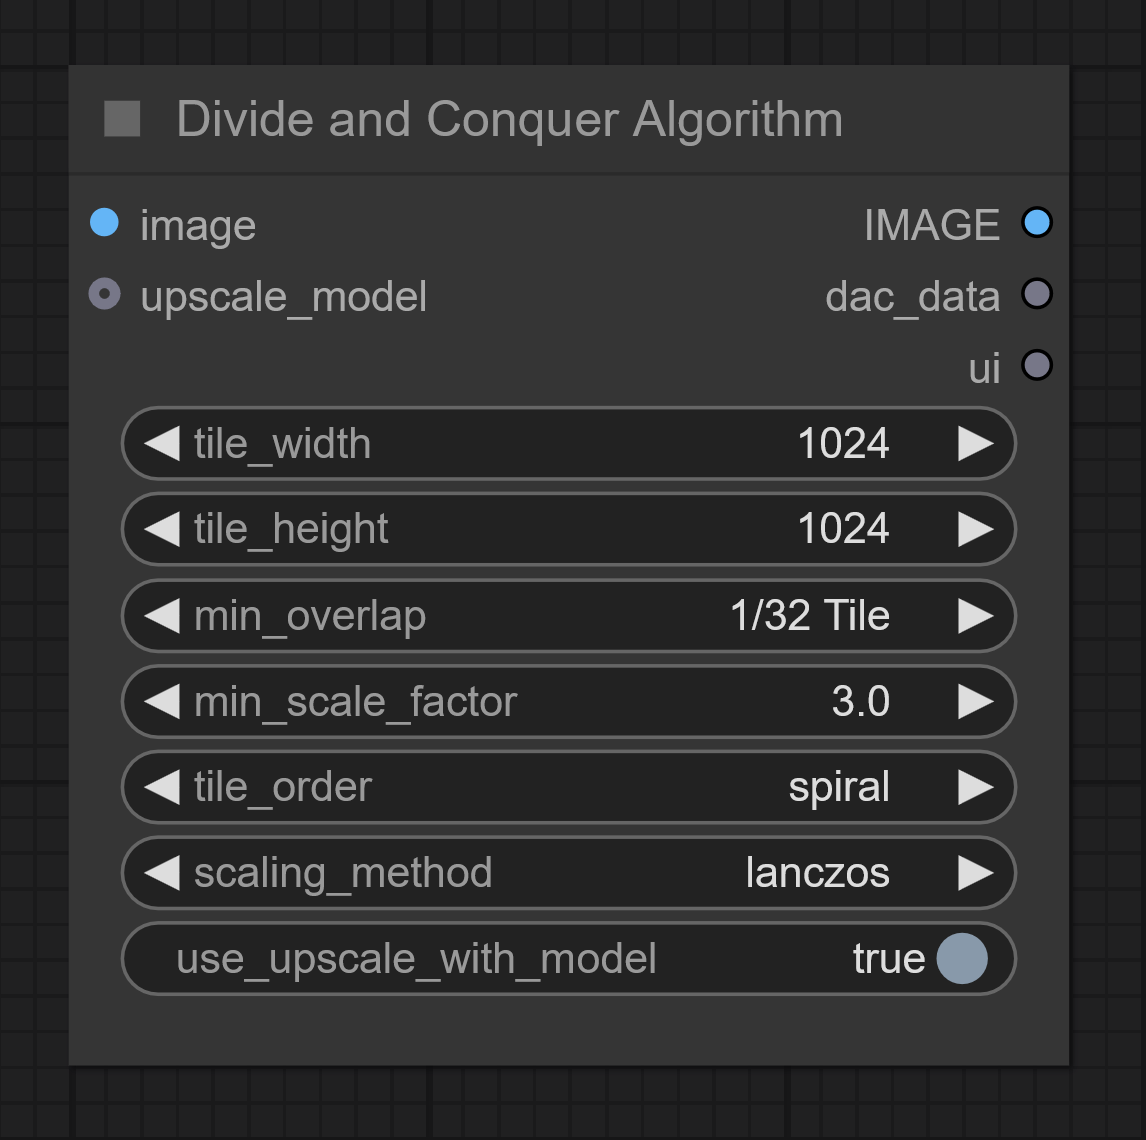 Divide and Conquer Algorithm
image IMAGE
upscale_model dac_data
ui
tile_width 1024
tile_height 1024
min_overlap 1/32 Tile
min_scale_factor 3.0
tile_order spiral
scaling_method lanczos
use_upscale_with_model true